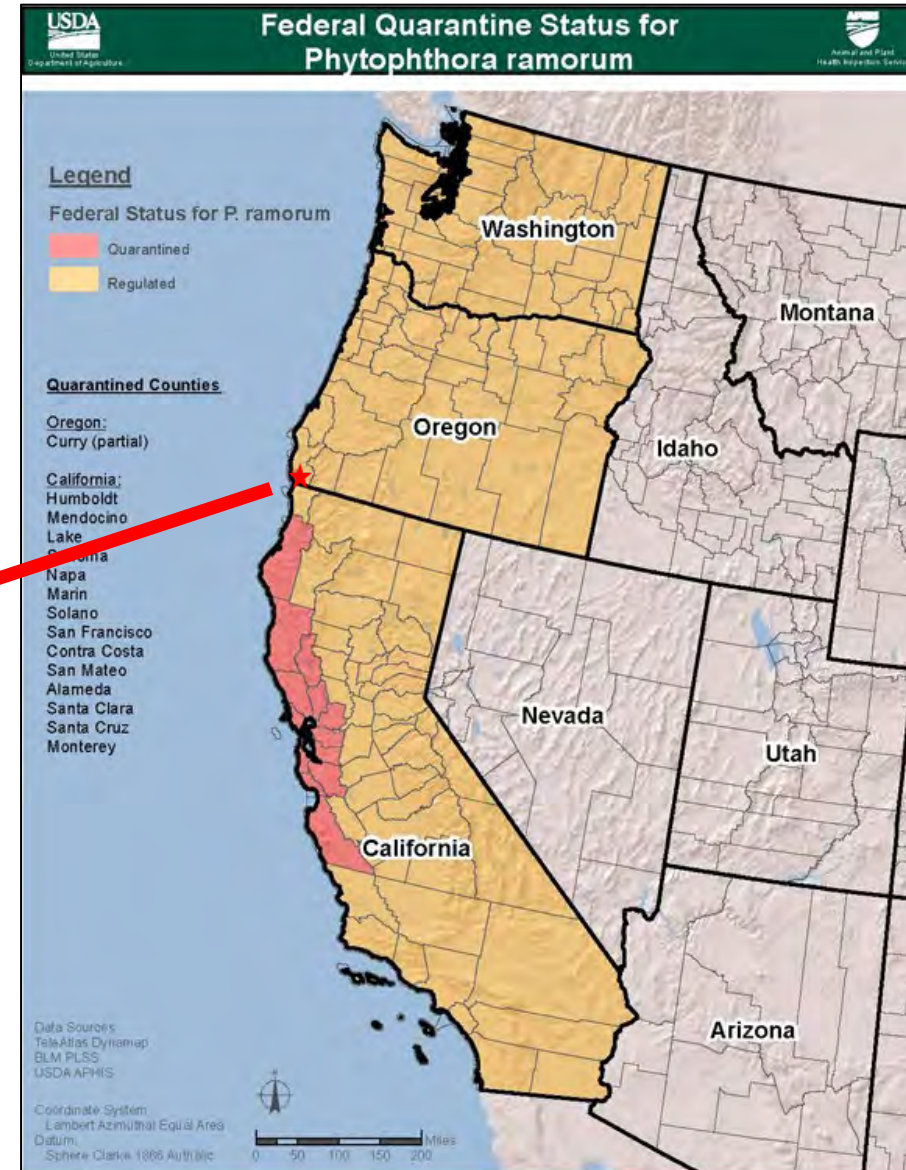 USDA
United States
Department of Agriculture
Federal Quarantine Status for
Phytophthora ramorum
APHIS
Animal and Plant
Health Inspection Service
Legend
Federal Status for P. ramorum
Quarantined
Regulated
Quarantined Counties
Oregon:
Curry (partial)
California:
Humboldt
Mendocino
Lake
Sonoma
Napa
Marin
Solano
San Francisco
Contra Costa
San Mateo
Alameda
Santa Clara
Santa Cruz
Monterey
Washington
Montana
Oregon
Idaho
Nevada
Utah
California
Arizona
Data Sources
TeleAtlas Dynamap
BLM PLSS
USDA APHIS
Coordinate System
Lambert Azimuthal Equal Area
Datum:
Sphere Clarke 1866 Authalic
N
Miles
0 50 100 150 200